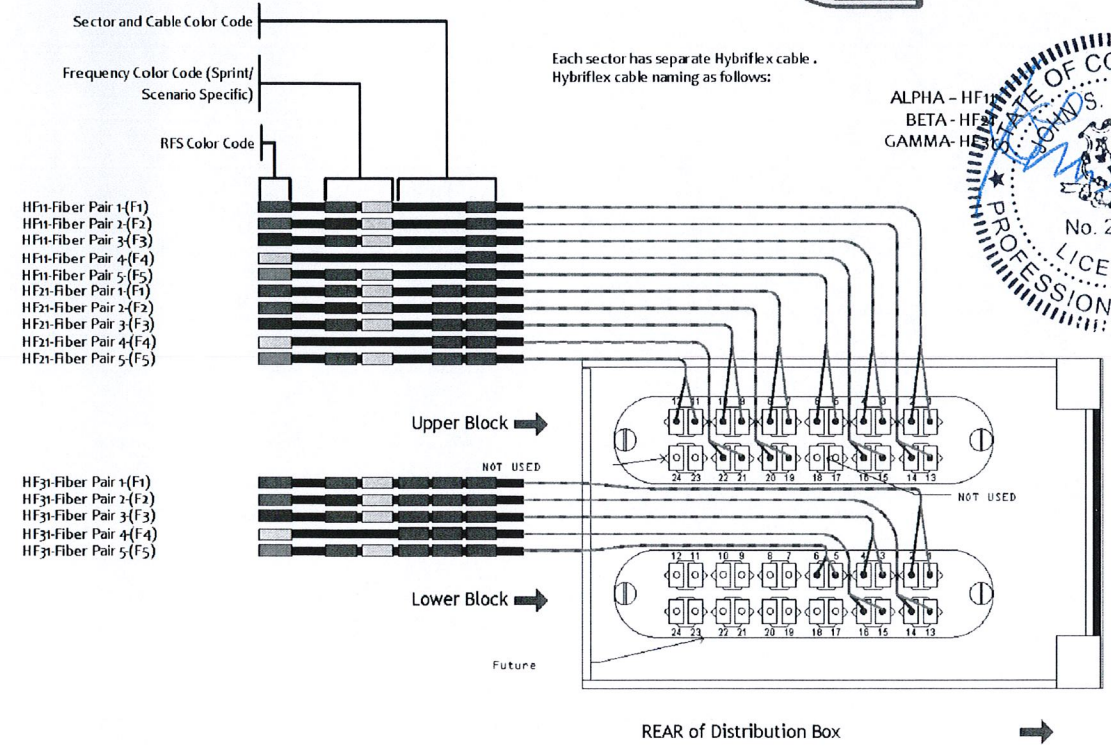 Sector and Cable Color Code
Each sector has separate Hybriflex cable .
Hybriflex cable naming as follows:
Frequency Color Code (Sprint/
Scenario Specific)
ALPHA - HF11
BETA - HF21
GAMMA- HF31
RFS Color Code
STATE OF CO
JOHN S.
No. 2
LICE
PROFESSION
HF11-Fiber Pair 1-(F1)
HF11-Fiber Pair 2-(F2)
HF11-Fiber Pair 3-(F3)
HF11-Fiber Pair 4-(F4)
HF11-Fiber Pair 5-(F5)
HF21-Fiber Pair 1-(F1)
HF21-Fiber Pair 2-(F2)
HF21-Fiber Pair 3-(F3)
HF21-Fiber Pair 4-(F4)
HF21-Fiber Pair 5-(F5)
12 11 10 9 8 7 6 5 4 3 2 1
Upper Block
NOT USED
24 23 22 21 20 19 18 17 16 15 14 13
NOT USED
HF31-Fiber Pair 1-(F1)
HF31-Fiber Pair 2-(F2)
HF31-Fiber Pair 3-(F3)
HF31-Fiber Pair 4-(F4)
HF31-Fiber Pair 5-(F5)
12 11 10 9 8 7 6 5 4 3 2 1
Lower Block
24 23 22 21 20 19 18 17 16 15 14 13
Future
REAR of Distribution Box